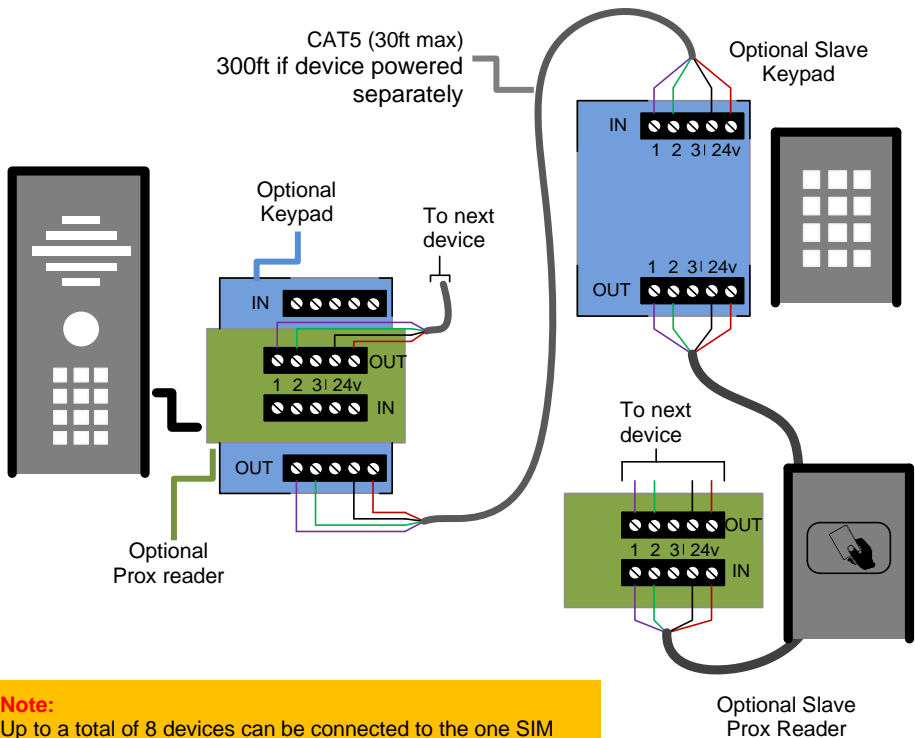 CAT5 (30ft max)
300ft if device powered
separately
Optional Slave
Keypad
IN
1 2 3 24v
1 2 3 24v
OUT
Optional
Keypad
To next
device
IN
OUT
1 2 3 24v
IN
OUT
Optional
Prox reader
To next
device
OUT
1 2 3 24v
IN
Optional Slave
Prox Reader
Note:
Up to a total of 8 devices can be connected to the one SIM